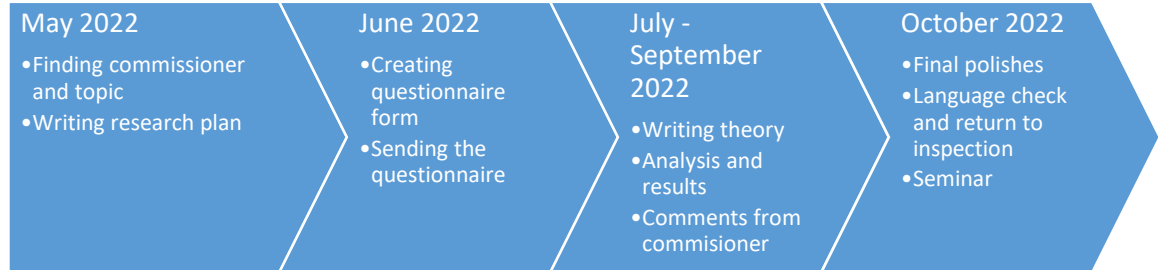 May 2022
•Finding commissioner
and topic
•Writing research plan
June 2022
•Creating
questionnaire
form
•Sending the
questionnaire
July -
September
2022
•Writing theory
•Analysis and
results
•Comments from
commisioner
October 2022
•Final polishes
•Language check
and return to
inspection
•Seminar